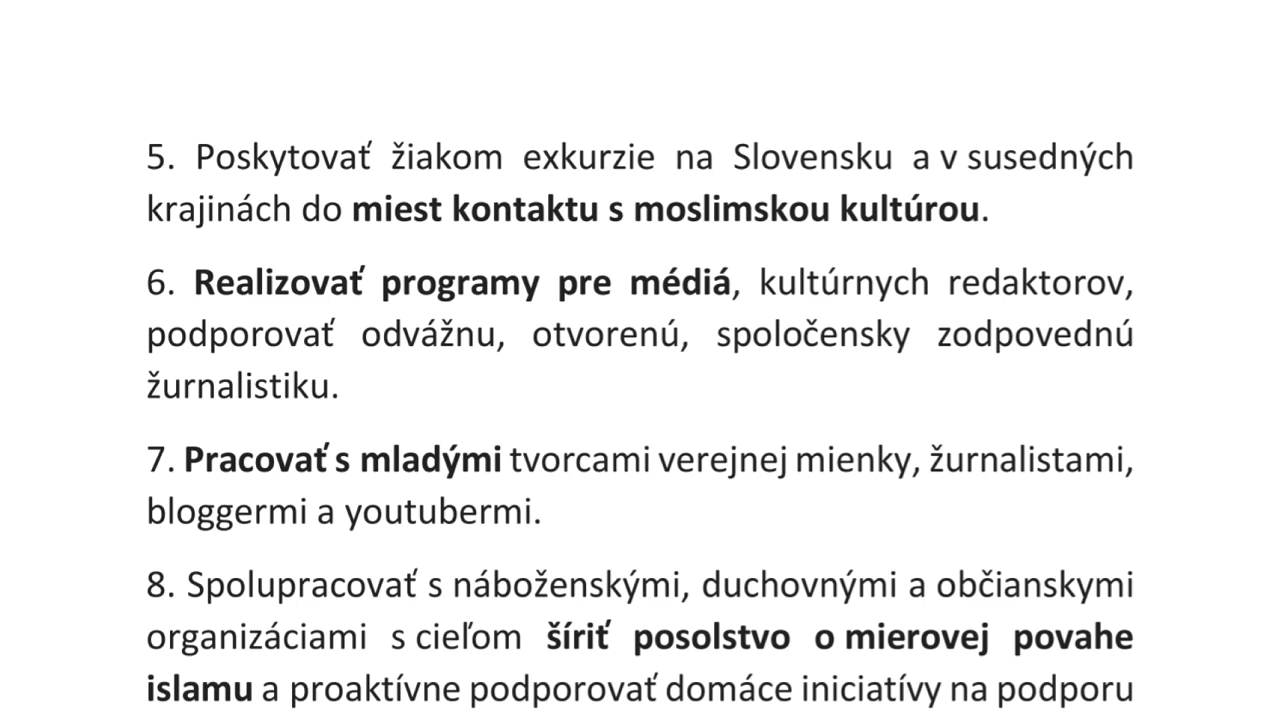 5. Poskytovať žiakom exkurzie na Slovensku a v susedných
krajinách do miest kontaktu s moslimskou kultúrou.
6. Realizovať programy pre médiá, kultúrnych redaktorov,
podporovať odvážnu, otvorenú, spoločensky zodpovednú
žurnalistiku.
7. Pracovať s mladými tvorcami verejnej mienky, žurnalistami,
bloggermi a youtubermi.
8. Spolupracovať s náboženskými, duchovnými a občianskymi
organizáciami s cieľom šíriť posolstvo o mierovej povahe
islamu a proaktívne podporovať domáce iniciatívy na podporu